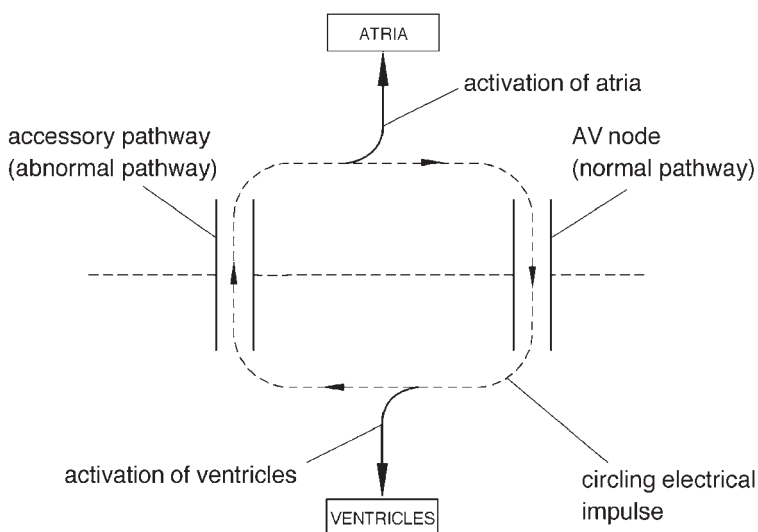 ATRIA
activation of atria
accessory pathway
(abnormal pathway)
AV node
(normal pathway)
activation of ventricles
circling electrical
impulse
VENTRICLES